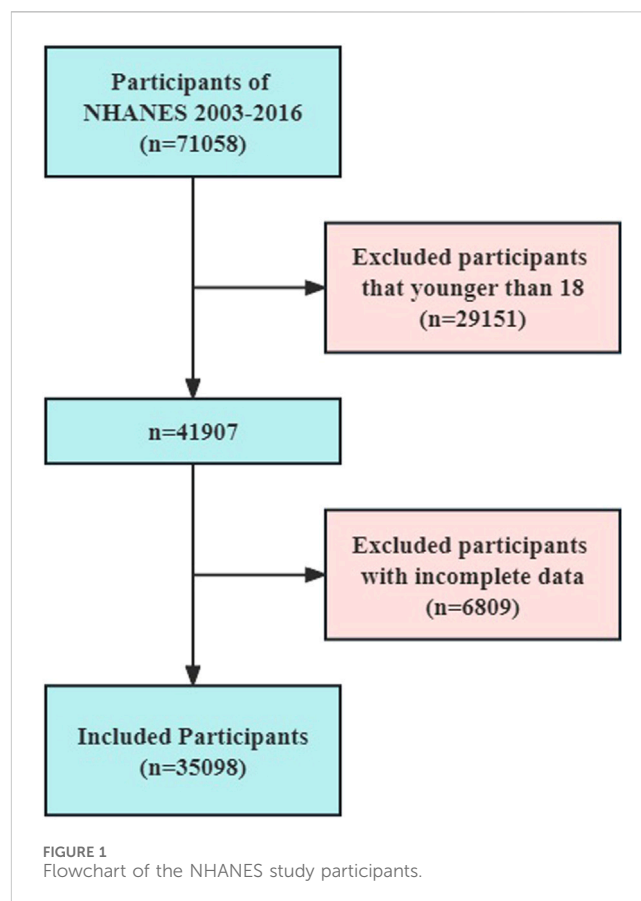 Participants of
NHANES 2003-2016
(n=71058)
Excluded participants
that younger than 18
(n=29151)
n=41907
Excluded participants
with incomplete data
(n=6809)
Included Participants
(n=35098)
FIGURE 1
Flowchart of the NHANES study participants.